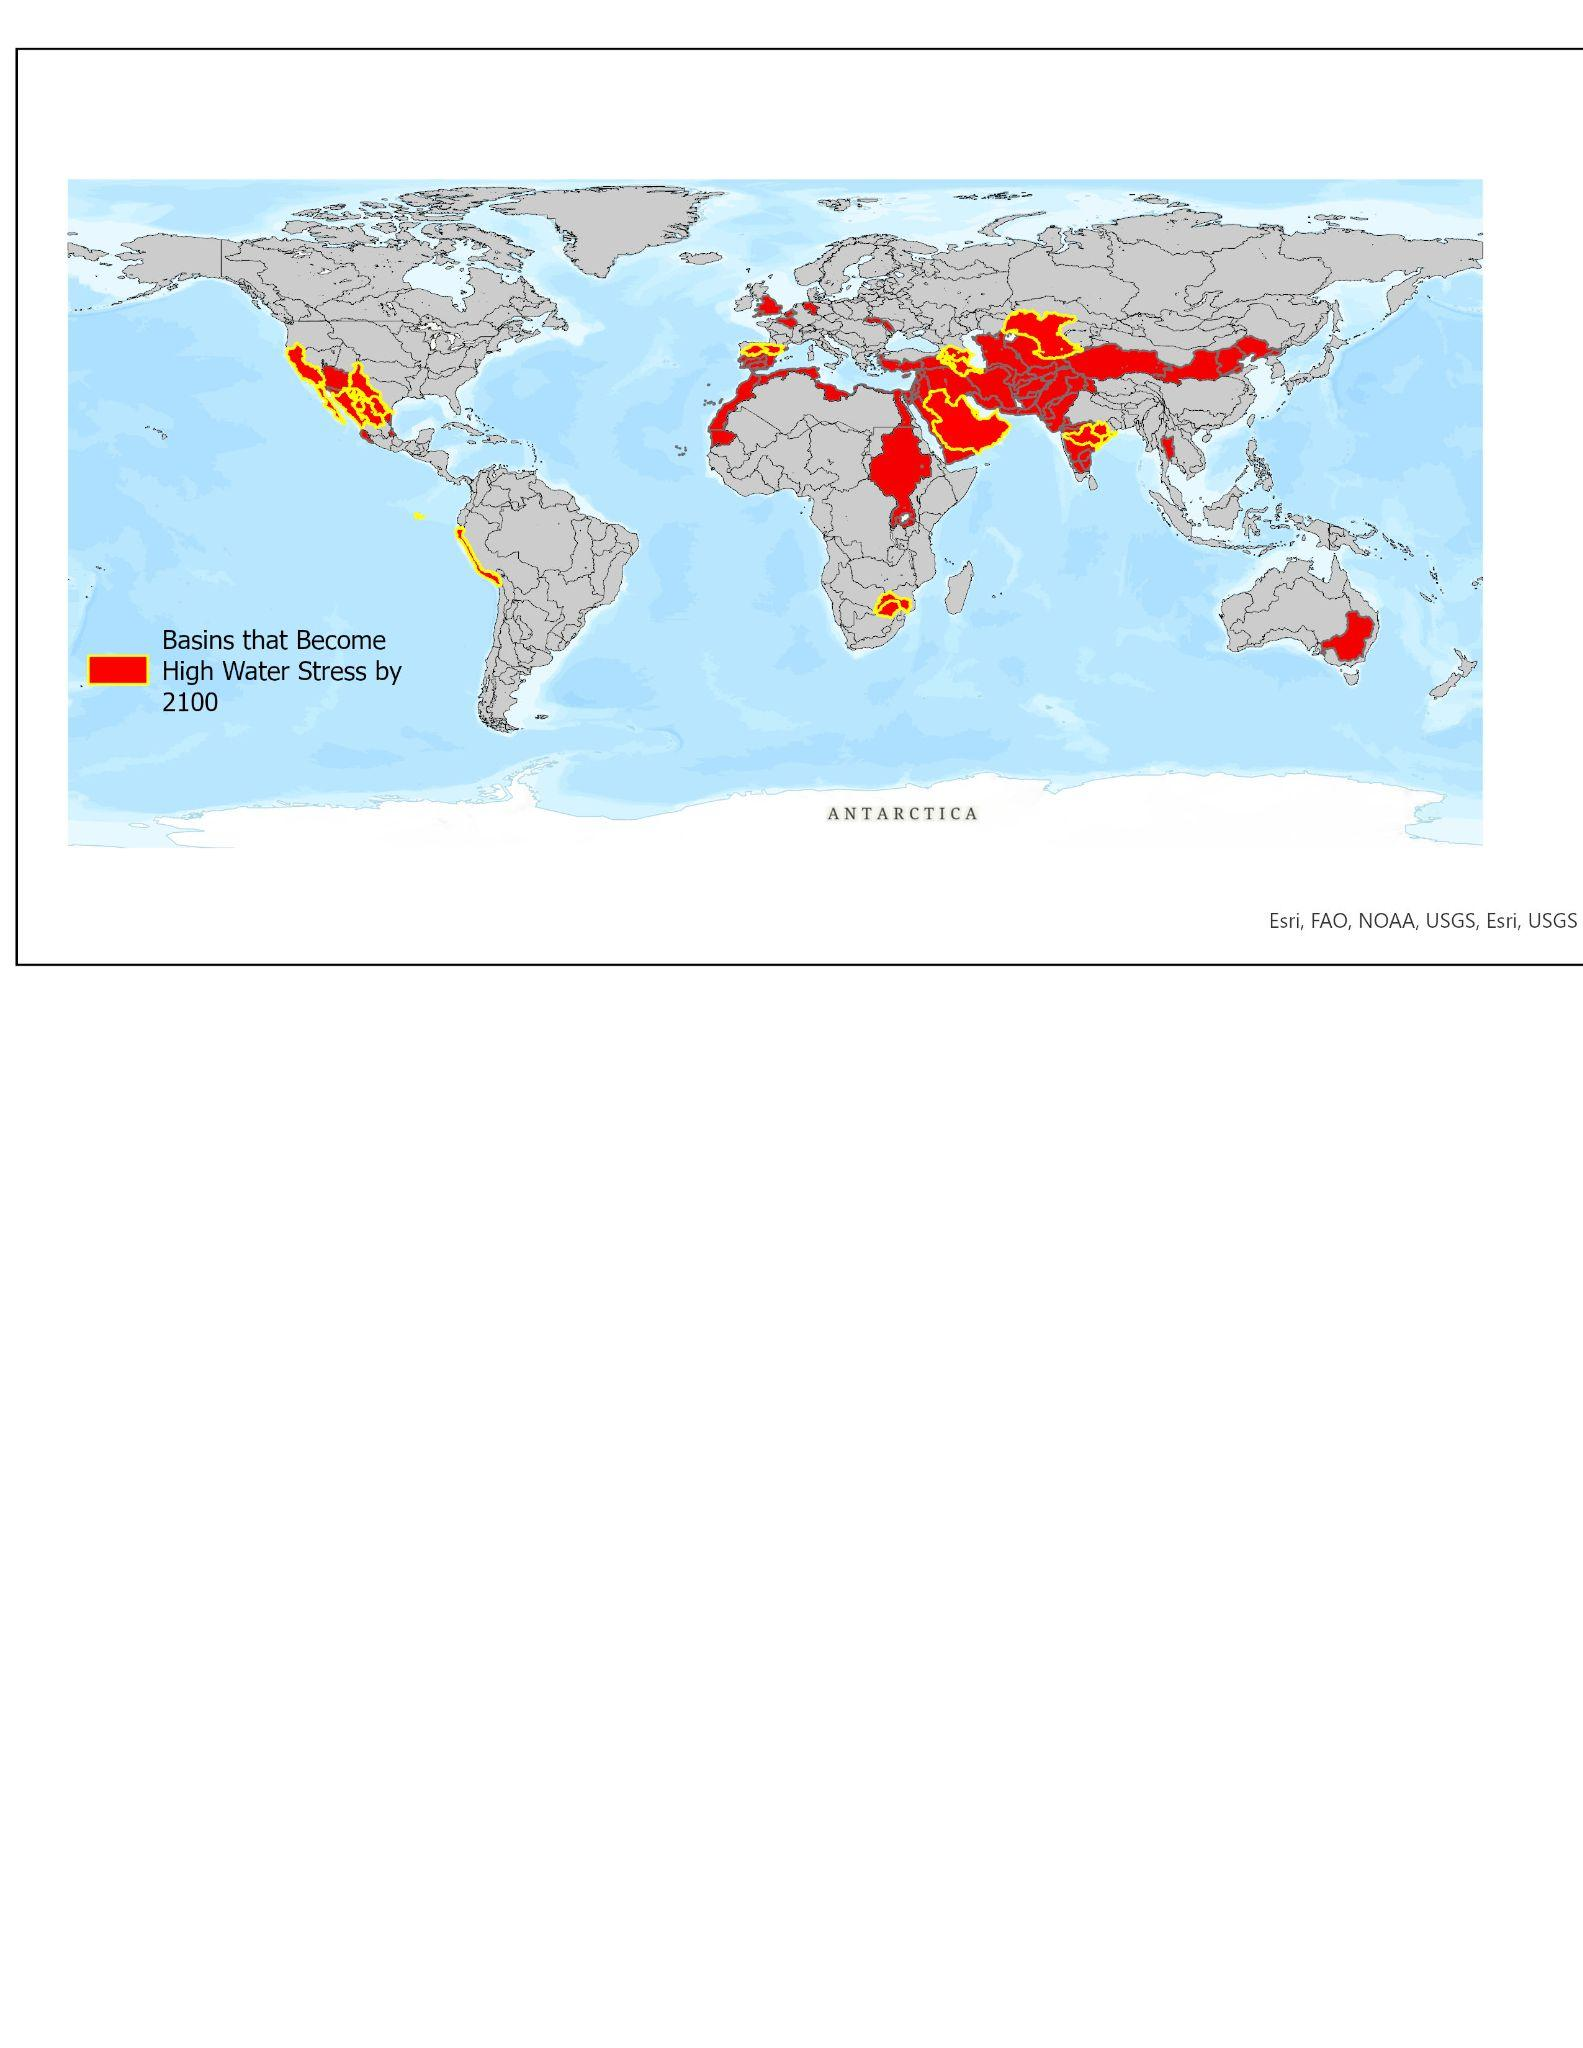 Basins that Become
High Water Stress by
2100
ANTARCTICA
Esri, FAO, NOAA, USGS, Esri, USGS